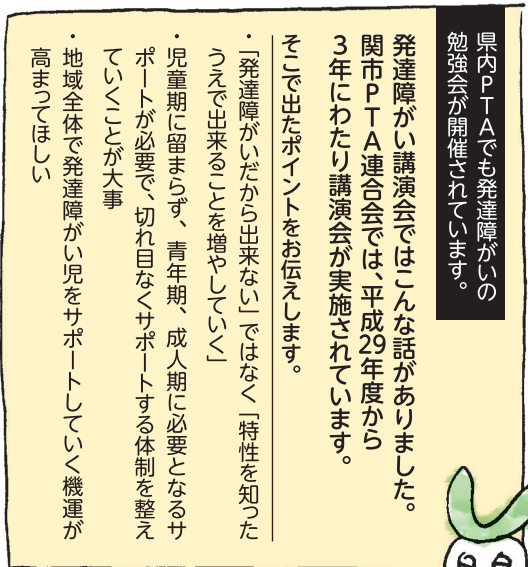 県内PTAでも発達障がいの
勉強会が開催されています。
発達障がい講演会ではこんな話がありました。
関市PTA連合会では、平成29年度から
3年にわたり講演会が実施されています。
そこで出たポイントをお伝えします。
・「発達障がいだから出来ない」ではなく「特性を知った
うえで出来ることを増やしていく」
・児童期に留まらず、青年期、成人期に必要となるサ
ポートが必要で、切れ目なくサポートする体制を整え
ていくことが大事
・地域全体で発達障がい児をサポートしていく機運が
高まってほしい